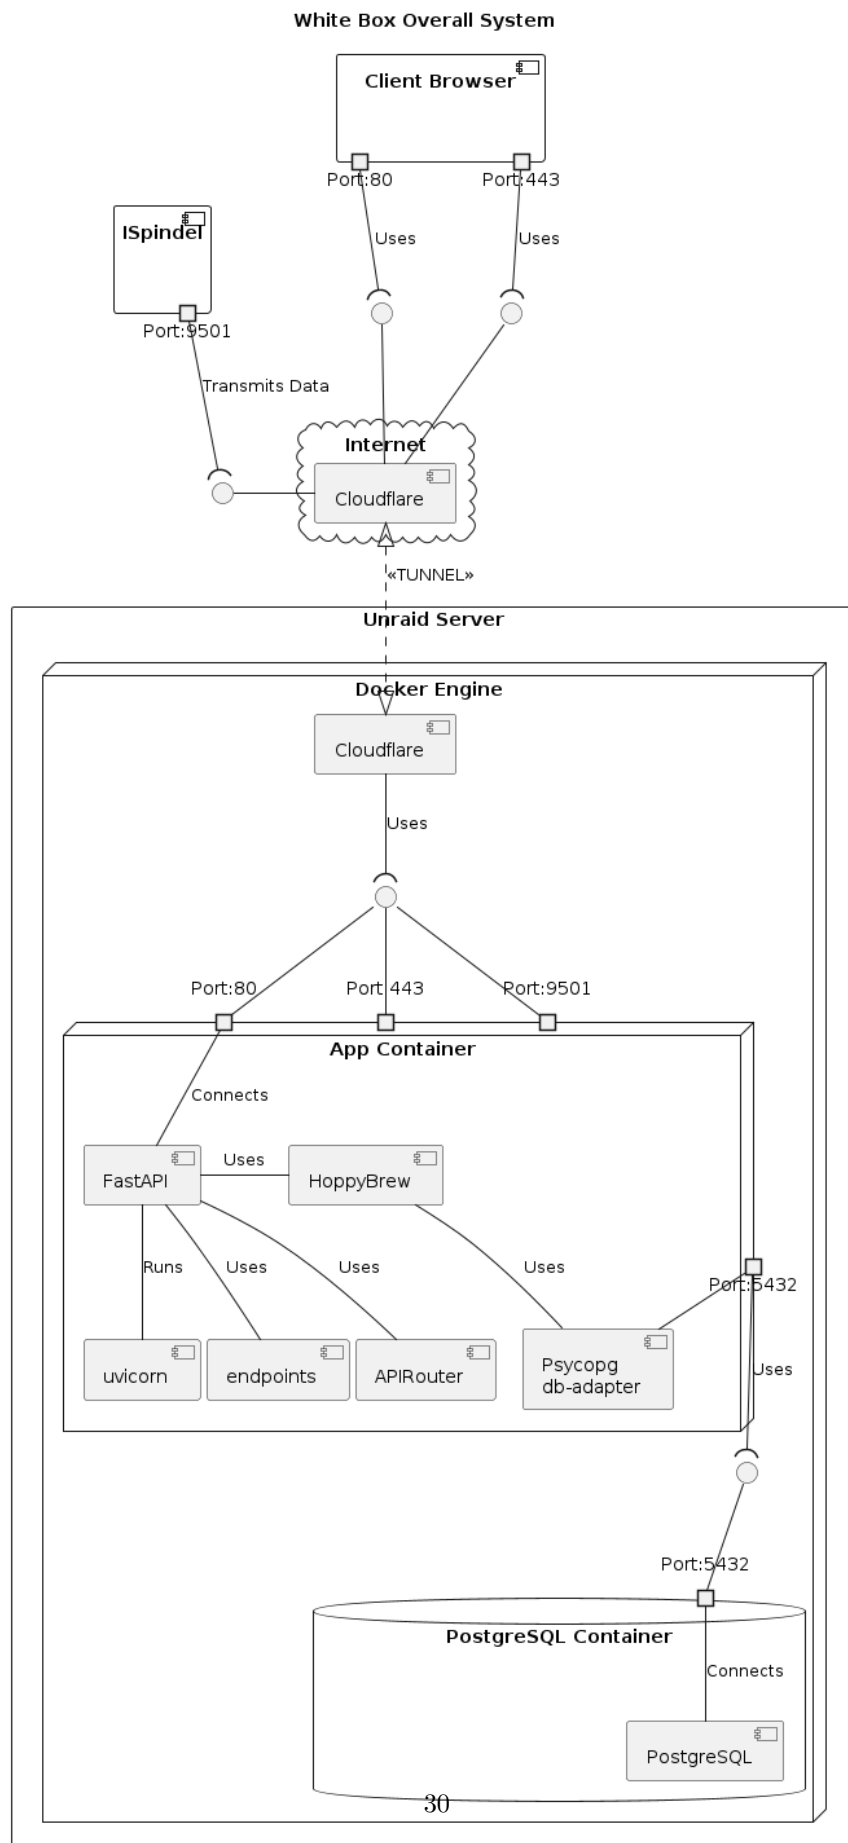 White Box Overall System
Client Browser
Port:80
Port:443
ISpindel
Uses
Uses
Port:9501
Transmits Data
Internet
Cloudflare
«TUNNEL»
Unraid Server
Docker Engine
Cloudflare
Uses
Port:80
Port 443
Port:9501
App Container
Connects
FastAPI
Uses
HoppyBrew
Runs
Uses
Uses
Uses
Port:5432
uvicorn
endpoints
APIRouter
Psycopg
db-adapter
Uses
Port:5432
PostgreSQL Container
Connects
PostgreSQL
30